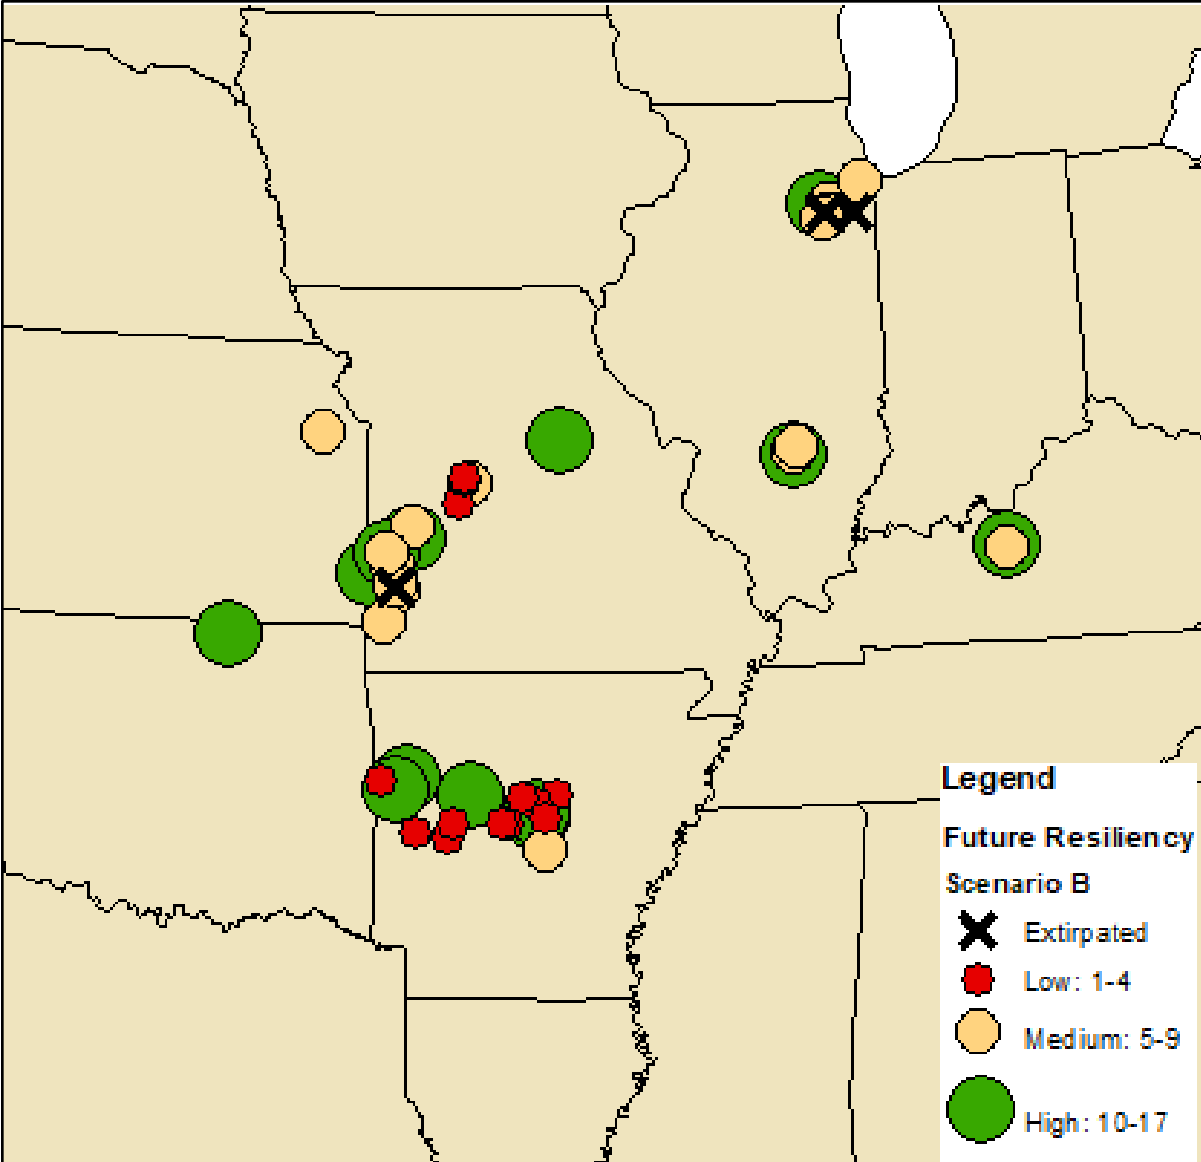 Legend
Future Resiliency
Scenario B
Extirpated
Low: 1-4
Medium: 5-9
High: 10-17